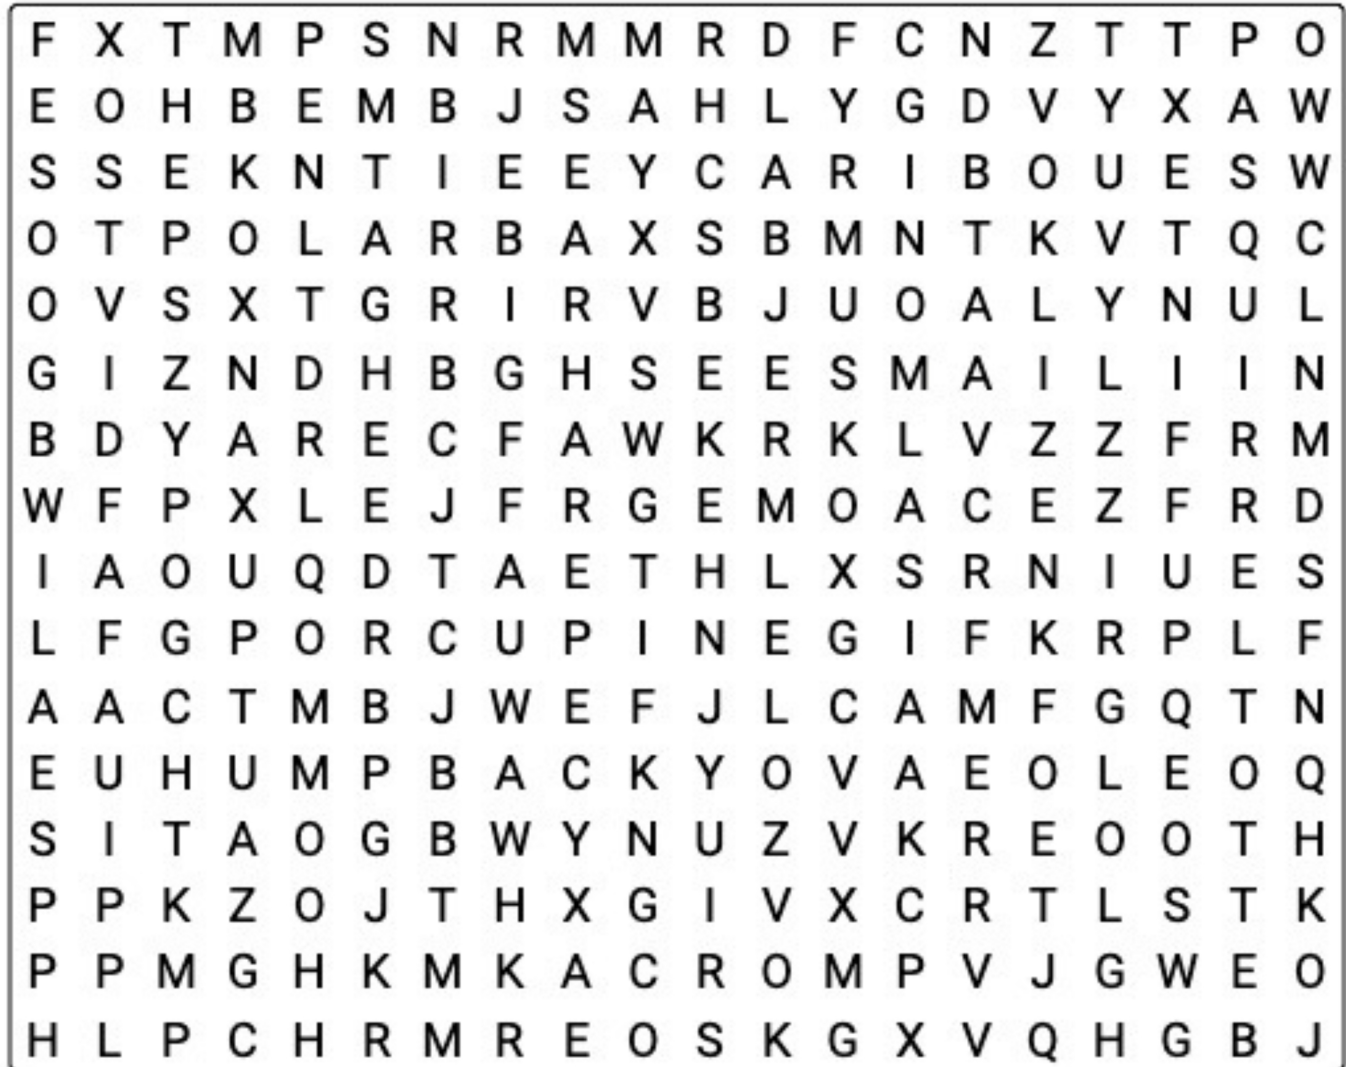 F X T M P S N R M M R D F C N Z T T P O
E O H B E M B J S A H L Y G D V Y X A W
S S E K N T I E E Y C A R I B O U E S W
O T P O L A R B A X S B M N T K V T Q C
O V S X T G R I R V B J U O A L Y N U L
G I Z N D H B G H S E E S M A I L I I N
B D Y A R E C F A W K R K L V Z Z F R M
W F P X L E J F R G E M O A C E Z F R D
I A O U Q D T A E T H L X S R N I U E S
L F G P O R C U P I N E G I F K R P L F
A A C T M B J W E F J L C A M F G Q T N
E U H U M P B A C K Y O V A E O L E O Q
S I T A O G B W Y N U Z V K R E O O T H
P P K Z O J T H X G I V X C R T L S T K
P P M G H K M K A C R O M P V J G W E O
H L P C H R M R E O S K G X V Q H G B J